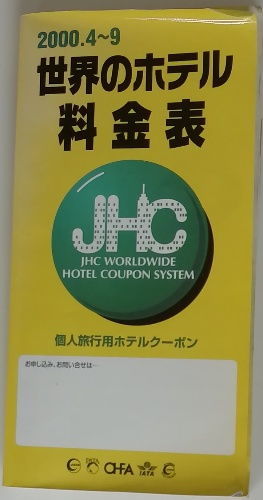 2000.4~9
世界のホテル
料金表
JHC
JHC WORLDWIDE
HOTEL COUPON SYSTEM
個人旅行用ホテルクーポン
お申し込み、お問い合せは…
OHFA
IATA